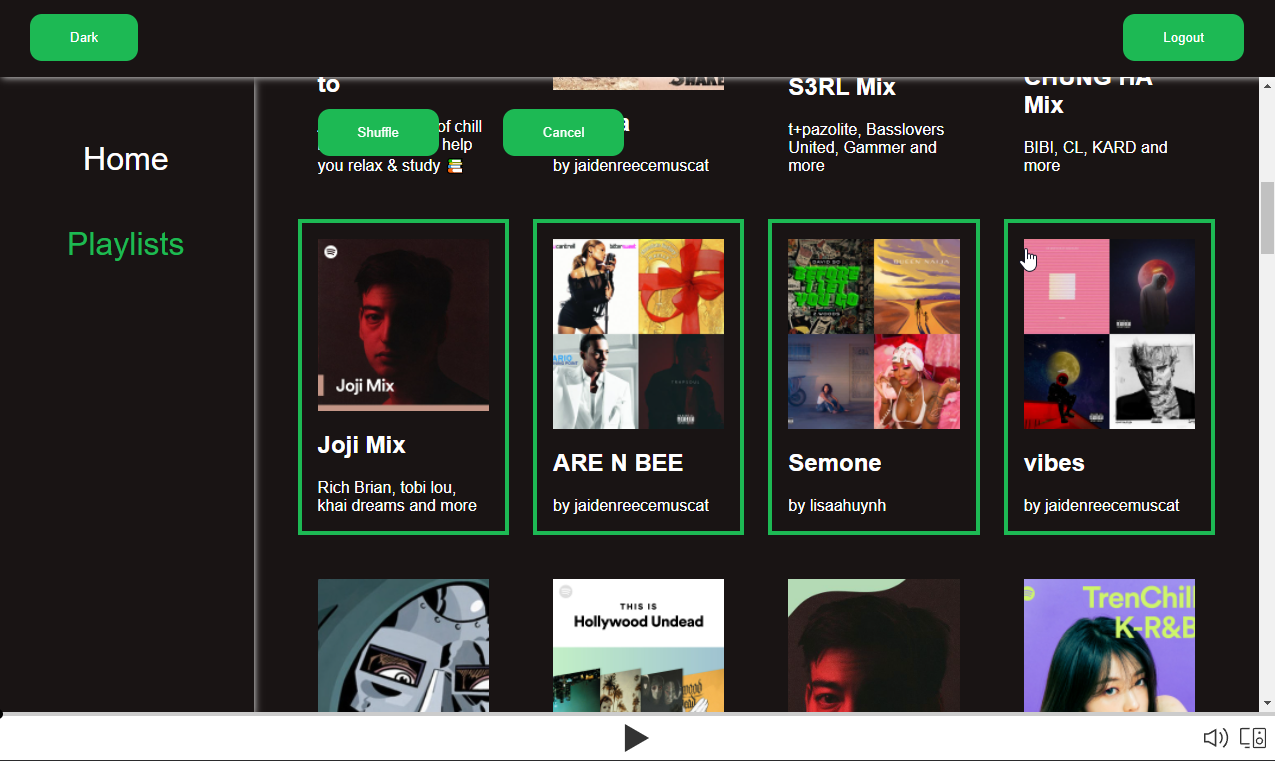 Dark
Logout
Home
Playlists
Shuffle
Cancel
to
of chill
help
you relax & study 📚
a
by jaidenreecemuscat
S3RL Mix
t+pazolite, Basslovers
United, Gammer and
more
CHUNG HA
Mix
BIBI, CL, KARD and
more
Joji Mix
Joji Mix
Rich Brian, tobi lou,
khai dreams and more
ARE N BEE
by jaidenreecemuscat
BEFORE
YOU GO
Semone
by lisaahuynh
vibes
by jaidenreecemuscat
THIS IS
Hollywood Undead
TrenChill
K-R&B